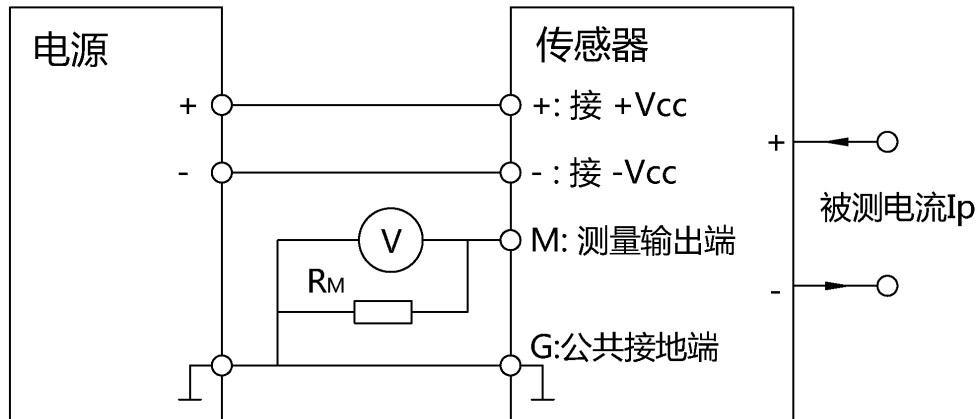 电源
传感器
+
+: 接 +Vcc
-
- : 接 -Vcc
+
被测电流Ip
V
M: 测量输出端
RM
-
G:公共接地端